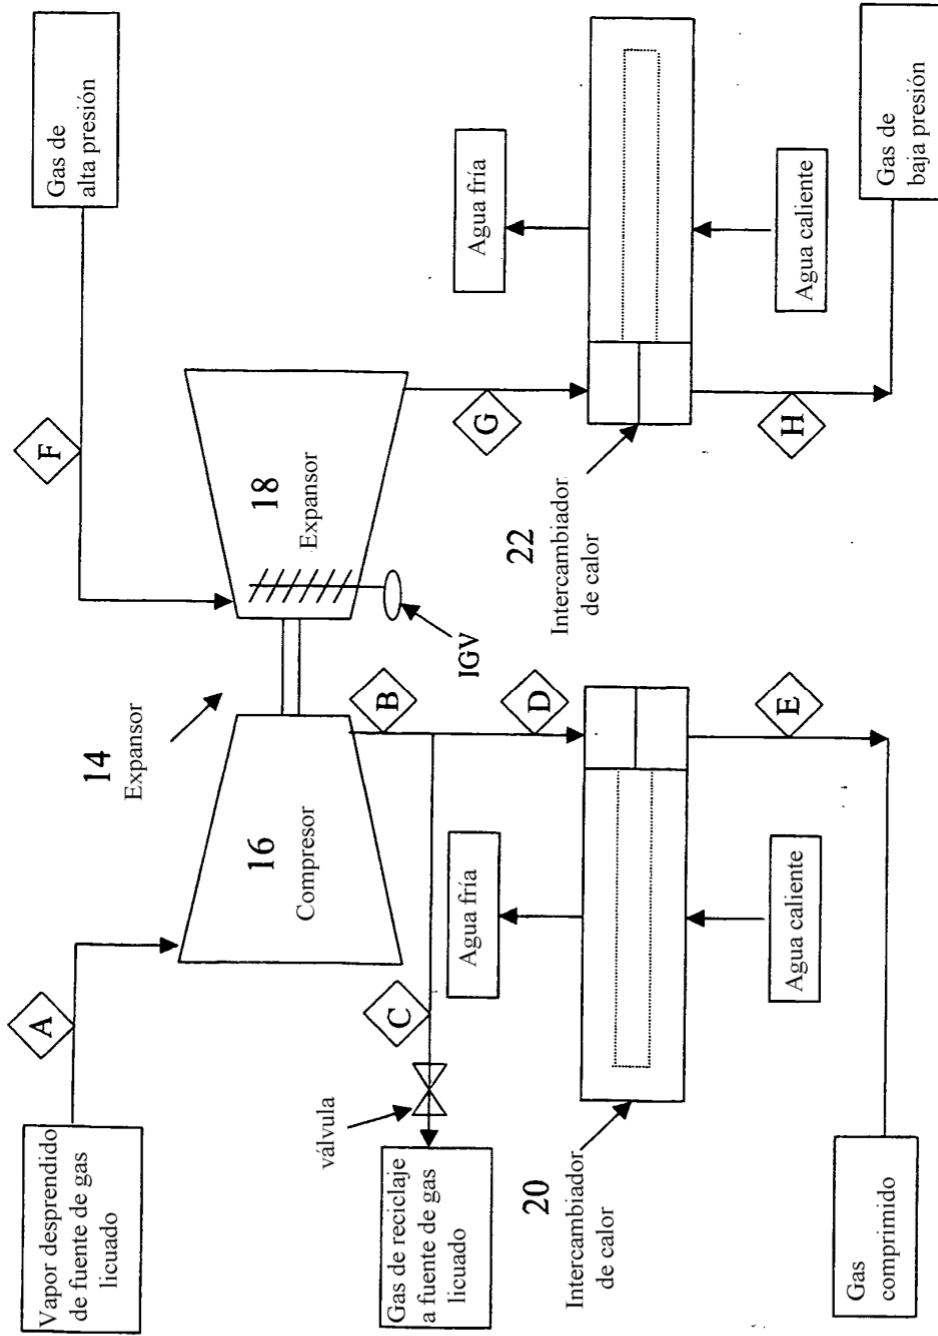 Vapor desprendido
de fuente de gas
licuado
A
F
Gas de
alta presión
14
Expansor
16
Compresor
18
Expansor
IGV
B
G
C
válvula
Gas de reciclaje
a fuente de gas
licuado
Agua fría
D
22
Intercambiador
de calor
Agua fría
20
Intercambiador
de calor
Agua caliente
E
H
Agua caliente
Gas
comprimido
Gas de
baja presión